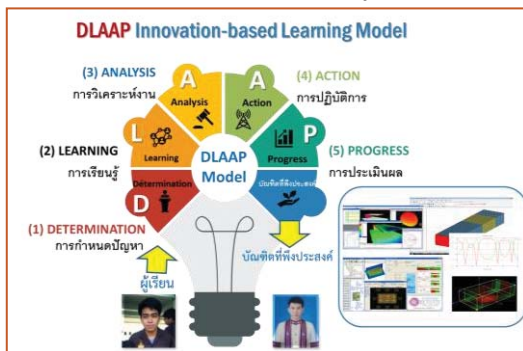 DLAAP Innovation-based Learning Model
(3) ANALYSIS
การวิเคราะห์งาน
A
Analysis
A
Action
(4) ACTION
การปฏิบัติการ
(2) LEARNING
การเรียนรู้
L
Learning
DLAAP
Model
P
Progress
(5) PROGRESS
การประเมินผล
Determination
D
บัณฑิตที่พึงประสงค์
(1) DETERMINATION
การกำหนดปัญหา
ผู้เรียน
บัณฑิตที่พึงประสงค์